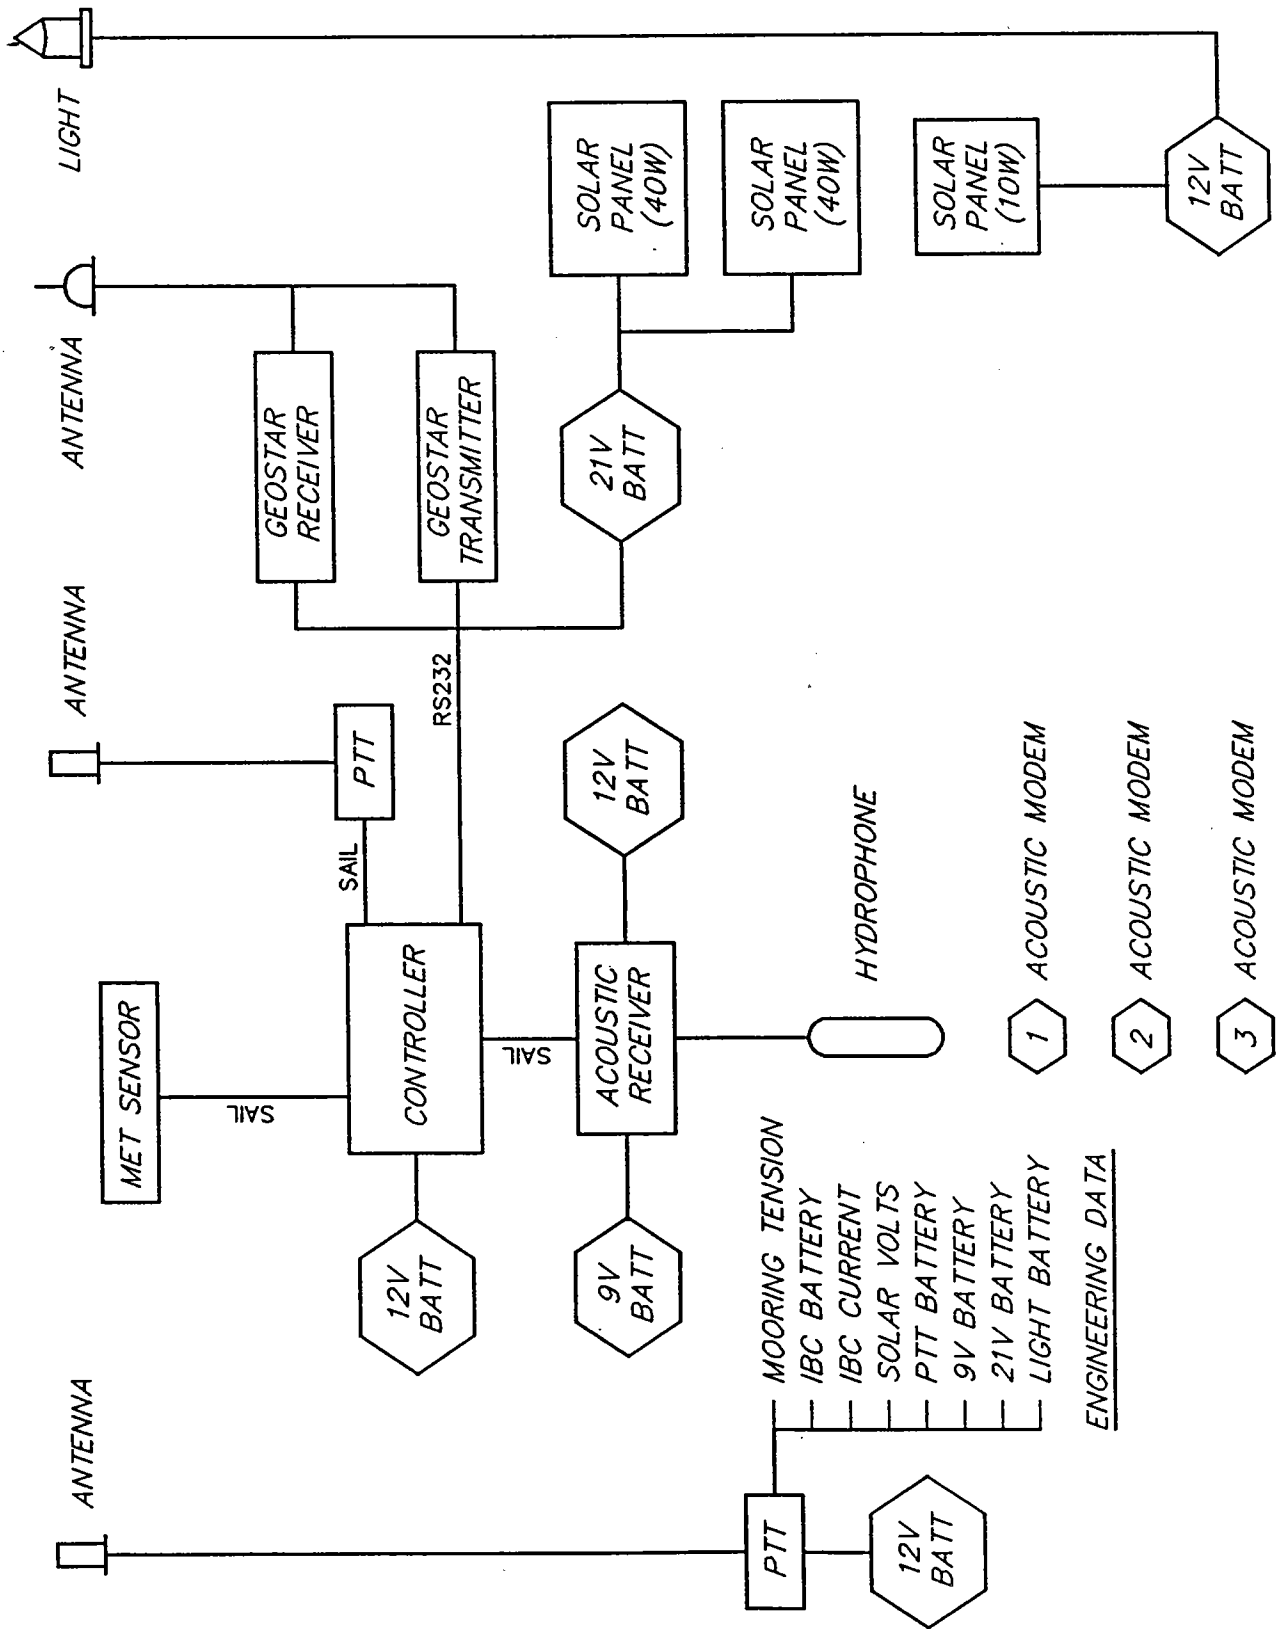 ANTENNA
ANTENNA
ANTENNA
LIGHT
MET SENSOR
SAIL
12V
BATT
CONTROLLER
SAIL
PTT
RS232
GEOSTAR
RECEIVER
GEOSTAR
TRANSMITTER
SAIL
9V
BATT
ACOUSTIC
RECEIVER
12V
BATT
21V
BATT
SOLAR
PANEL
(40W)
SOLAR
PANEL
(40W)
SOLAR
PANEL
(10W)
12V
BATT
HYDROPHONE
PTT
12V
BATT
MOORING TENSION
IBC BATTERY
IBC CURRENT
SOLAR VOLTS
PTT BATTERY
9V BATTERY
21V BATTERY
LIGHT BATTERY
ENGINEERING DATA
1 ACOUSTIC MODEM
2 ACOUSTIC MODEM
3 ACOUSTIC MODEM